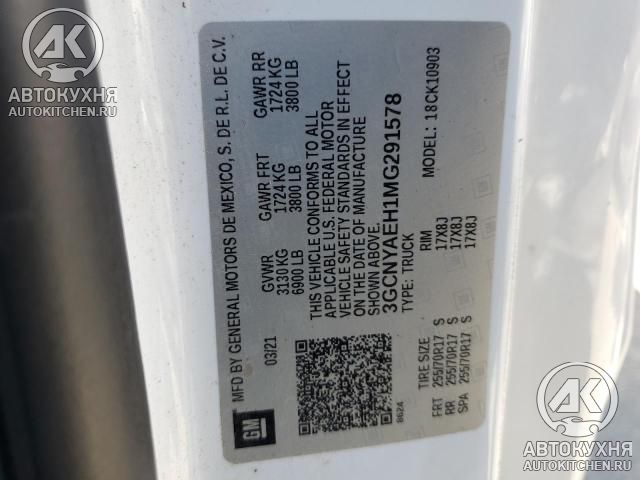 MFD BY GENERAL MOTORS DE MEXICO, S. DE R.L. DE C.V.
03/21
GVWR
3130 KG
6900 LB
GAWR FRT
1724 KG
3800 LB
GAWR RR
1724 KG
3800 LB
THIS VEHICLE CONFORMS TO ALL
APPLICABLE U.S. FEDERAL MOTOR
VEHICLE SAFETY STANDARDS IN EFFECT
ON THE DATE OF MANUFACTURE
SHOWN ABOVE.
3GCNYAEH1MG291578
TYPE: TRUCK
MODEL: 18CK10903
TIRE SIZE
RIM
FRT 255/70R17 S 17X8J
RR 255/70R17 S 17X8J
SPA 255/70R17 S 17X8J
GM
8624
АК
АВТОКУХНЯ
AUTOKITCHEN.RU
АК
АВТОКУХНЯ
AUTOKITCHEN.RU